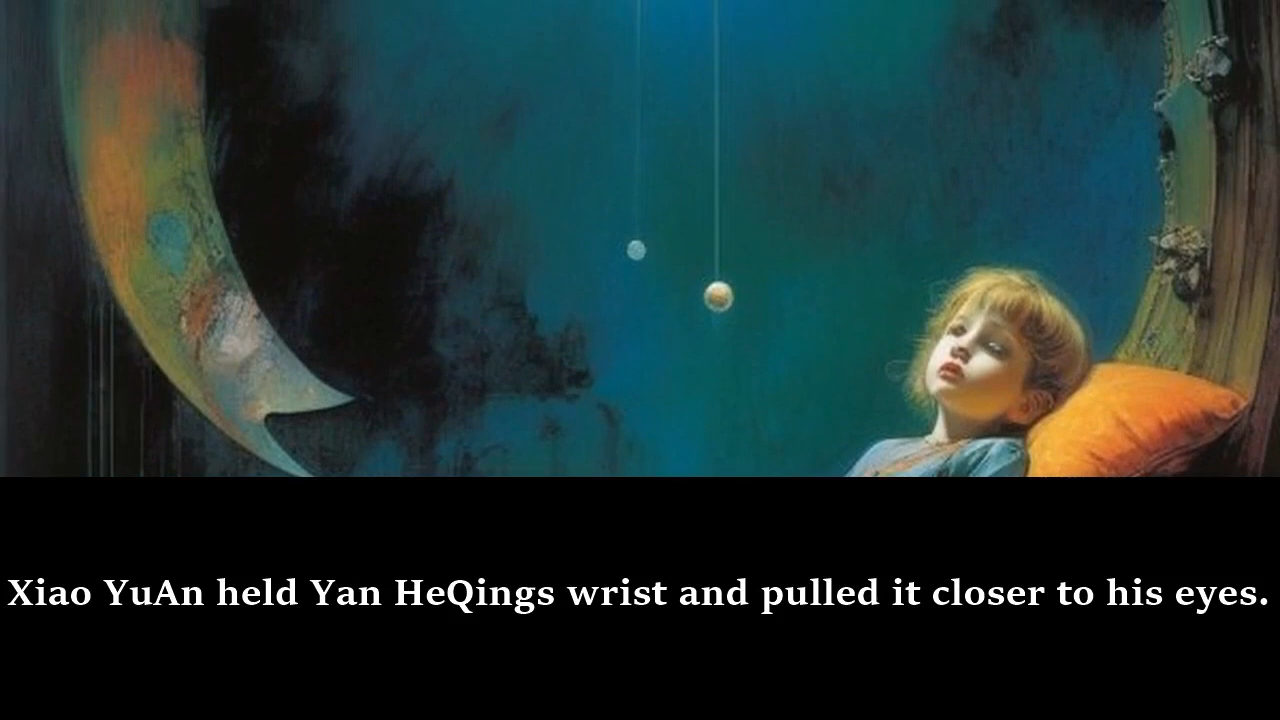 Xiao YuAn held Yan HeQings wrist and pulled it closer to his eyes.